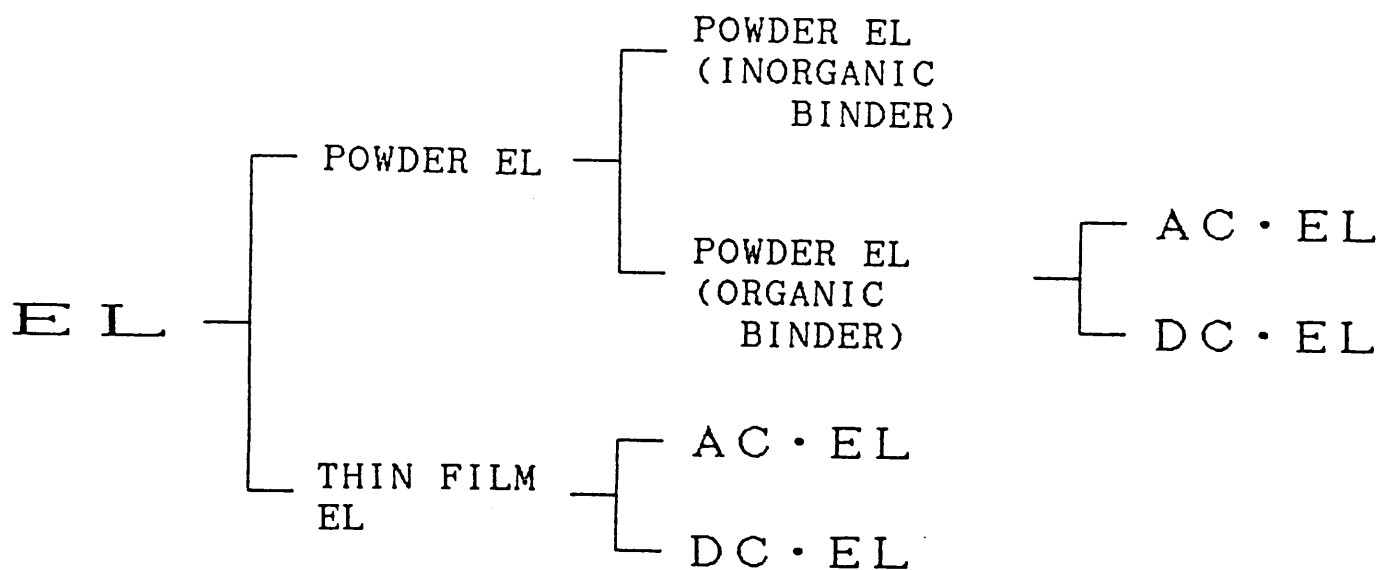 EL
POWDER EL
POWDER EL
(INORGANIC
BINDER)
POWDER EL
(ORGANIC
BINDER)
AC・EL
DC・EL
THIN FILM
EL
AC・EL
DC・EL